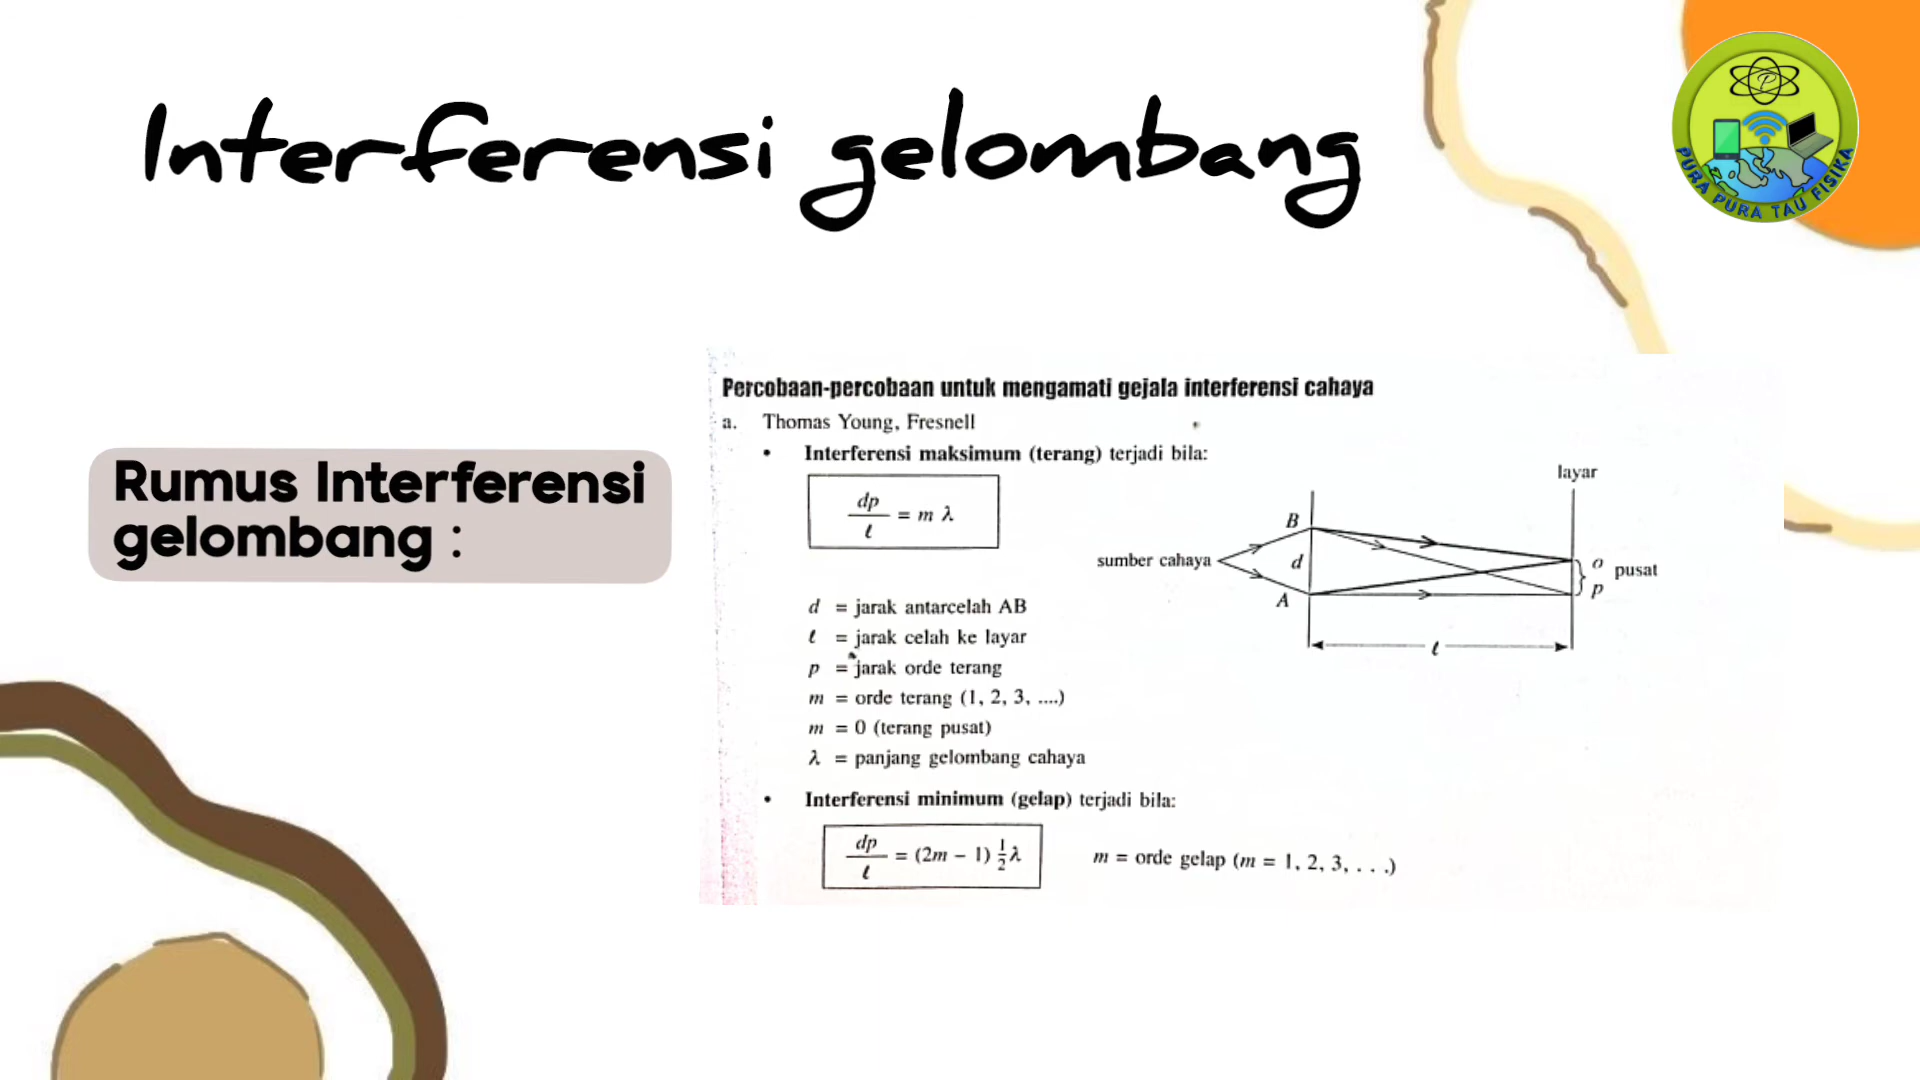 Interferensi gelombang
PURA PURA TAU FISIKA
Rumus Interferensi
gelombang :
Percobaan-percobaan untuk mengamati gejala interferensi cahaya
a. Thomas Young, Fresnell
• Interferensi maksimum (terang) terjadi bila:
dp/ℓ = m λ
layar
B
sumber cahaya
d
o
p
pusat
A
ℓ
d = jarak antarcelah AB
ℓ = jarak celah ke layar
p = jarak orde terang
m = orde terang (1, 2, 3, ....)
m = 0 (terang pusat)
λ = panjang gelombang cahaya
• Interferensi minimum (gelap) terjadi bila:
dp/ℓ = (2m − 1) ½λ
m = orde gelap (m = 1, 2, 3, . . .)